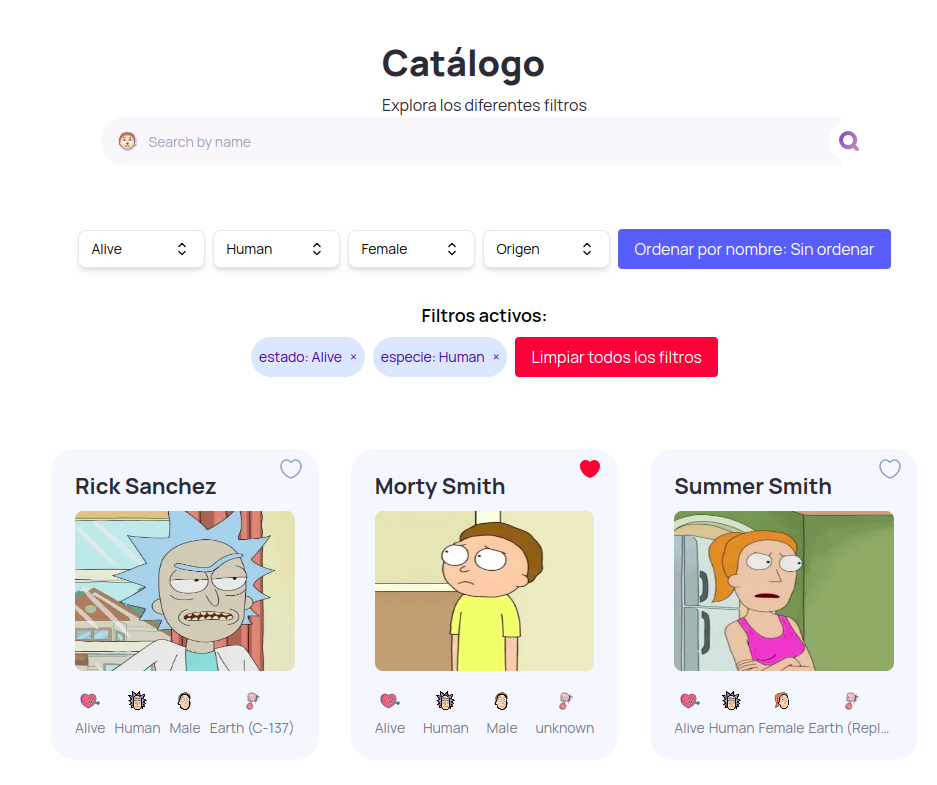 Catálogo
Explora los diferentes filtros
Search by name
Alive Human Female Origen Ordenar por nombre: Sin ordenar
Filtros activos:
estado: Alive × especie: Human × Limpiar todos los filtros
Rick Sanchez Morty Smith Summer Smith
Alive Human Male Earth (C-137) Alive Human Male unknown Alive Human Female Earth (Repl...